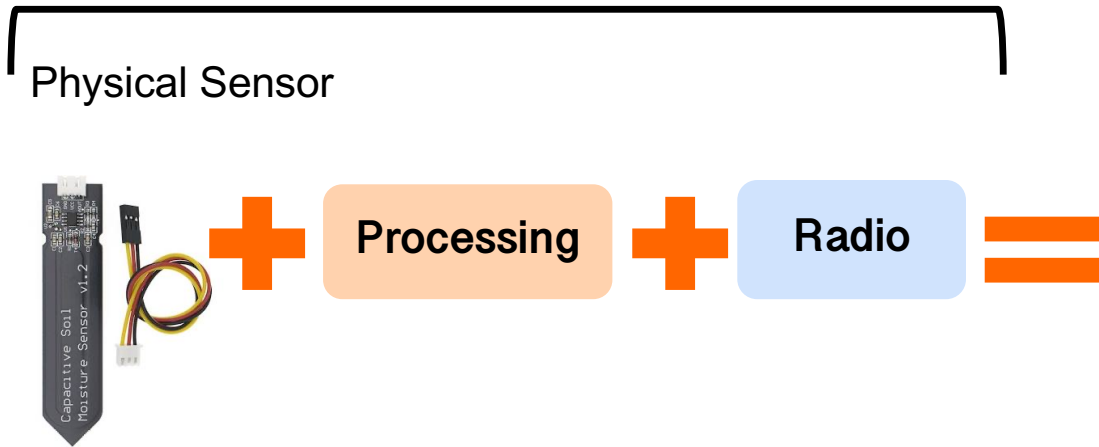 Physical Sensor
Processing
Radio
Capacitive Soil
Moisture Sensor v1.2